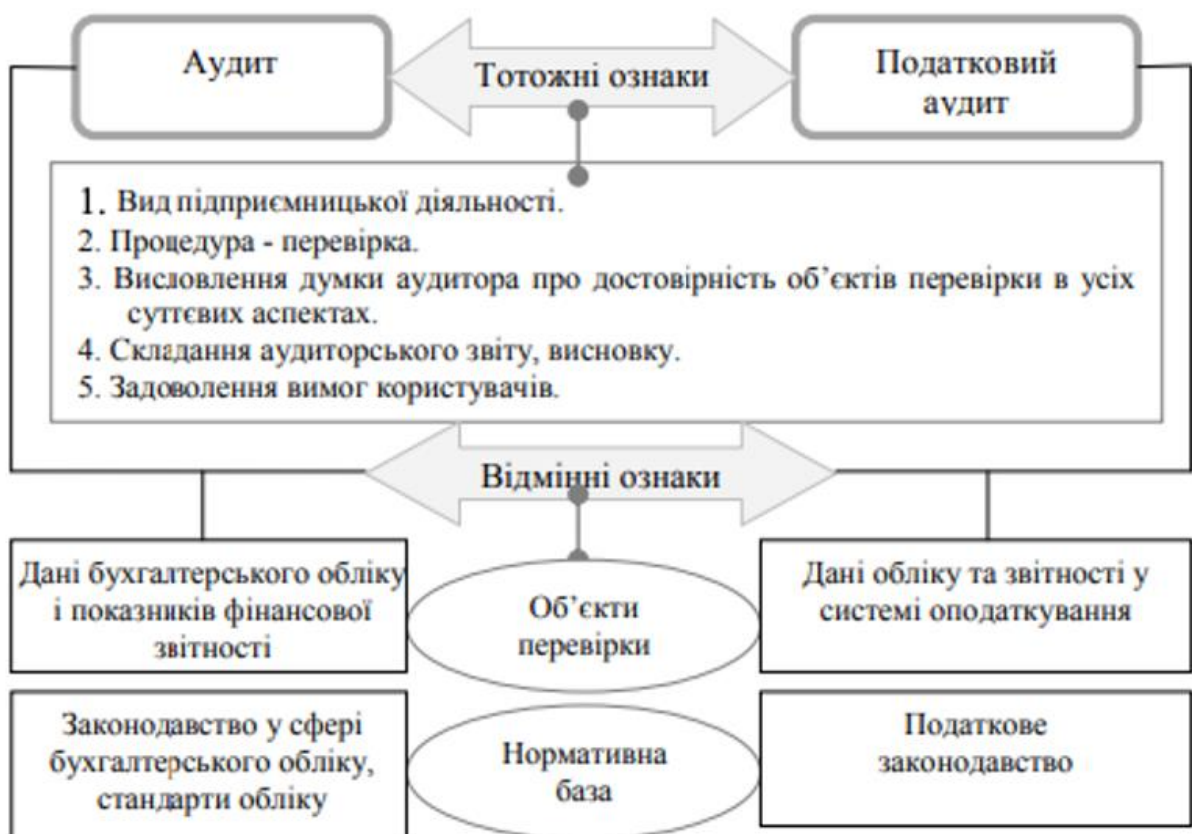 Аудит
Тотожні ознаки
Податковий
аудит
1. Вид підприємницької діяльності.
2. Процедура - перевірка.
3. Висловлення думки аудитора про достовірність об’єктів перевірки в усіх
суттєвих аспектах.
4. Складання аудиторського звіту, висновку.
5. Задоволення вимог користувачів.
Відмінні ознаки
Дані бухгалтерського обліку
і показників фінансової
звітності
Об’єкти
перевірки
Дані обліку та звітності у
системі оподаткування
Законодавство у сфері
бухгалтерського обліку,
стандарти обліку
Нормативна
база
Податкове
законодавство